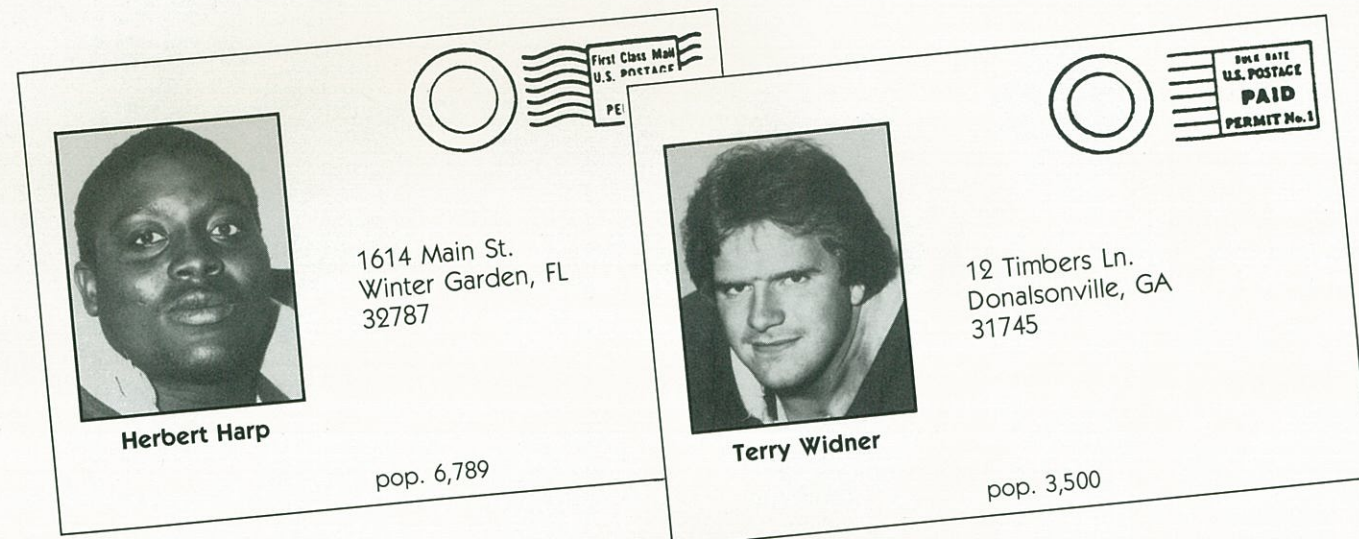 First Class Mail
U.S. POSTAGE
PE
1614 Main St.
Winter Garden, FL
32787
Herbert Harp
pop. 6,789
BULK RATE
U.S. POSTAGE
PAID
PERMIT No.1
12 Timbers Ln.
Donalsonville, GA
31745
Terry Widner
pop. 3,500